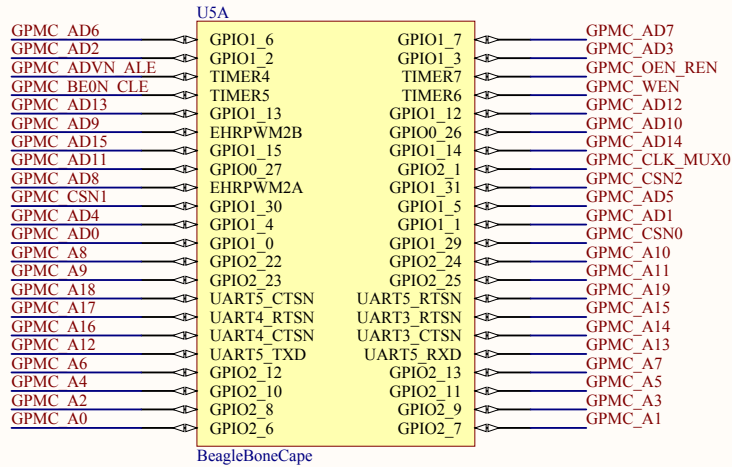 U5A
GPMC_AD6 GPIO1_6 GPIO1_7 GPMC_AD7
GPMC_AD2 GPIO1_2 GPIO1_3 GPMC_AD3
GPMC_ADVN_ALE TIMER4 TIMER7 GPMC_OEN_REN
GPMC_BE0N_CLE TIMER5 TIMER6 GPMC_WEN
GPMC_AD13 GPIO1_13 GPIO1_12 GPMC_AD12
GPMC_AD9 EHRPWM2B GPIO0_26 GPMC_AD10
GPMC_AD15 GPIO1_15 GPIO1_14 GPMC_AD14
GPMC_AD11 GPIO0_27 GPIO2_1 GPMC_CLK_MUX0
GPMC_AD8 EHRPWM2A GPIO1_31 GPMC_CSN2
GPMC_CSN1 GPIO1_30 GPIO1_5 GPMC_AD5
GPMC_AD4 GPIO1_4 GPIO1_1 GPMC_AD1
GPMC_AD0 GPIO1_0 GPIO1_29 GPMC_CSN0
GPMC_A8 GPIO2_22 GPIO2_24 GPMC_A10
GPMC_A9 GPIO2_23 GPIO2_25 GPMC_A11
GPMC_A18 UART5_CTSN UART5_RTSN GPMC_A19
GPMC_A17 UART4_RTSN UART3_RTSN GPMC_A15
GPMC_A16 UART4_CTSN UART3_CTSN GPMC_A14
GPMC_A12 UART5_TXD UART5_RXD GPMC_A13
GPMC_A6 GPIO2_12 GPIO2_13 GPMC_A7
GPMC_A4 GPIO2_10 GPIO2_11 GPMC_A5
GPMC_A2 GPIO2_8 GPIO2_9 GPMC_A3
GPMC_A0 GPIO2_6 GPIO2_7 GPMC_A1
BeagleBoneCape